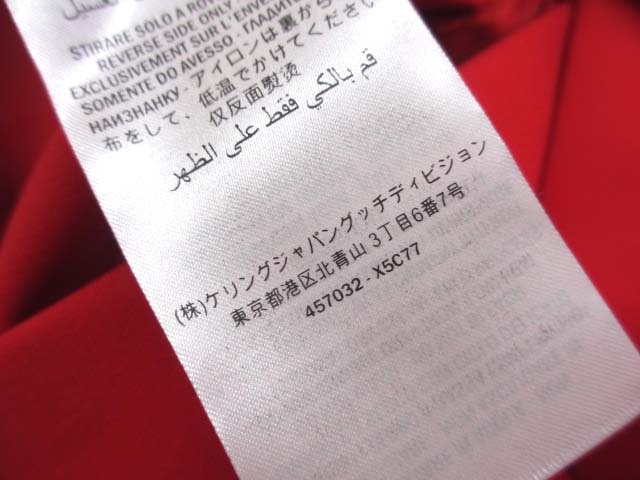 STIRARE SOLO A ROV
REVERSE SIDE ONLY
EXCLUSIVEMENT SUR L'ENVE
SOMENTE DO AVESSO - ГЛАДИТ
НАИЗНАНКУ - アイロンは裏から
布をして、低温でかけてくださ
仅反面熨烫
قم بالكي فقط على الظهر
(株)ケリングジャパングッチディビジョン
東京都港区北青山 3丁目6番7号
457032 - X5C77